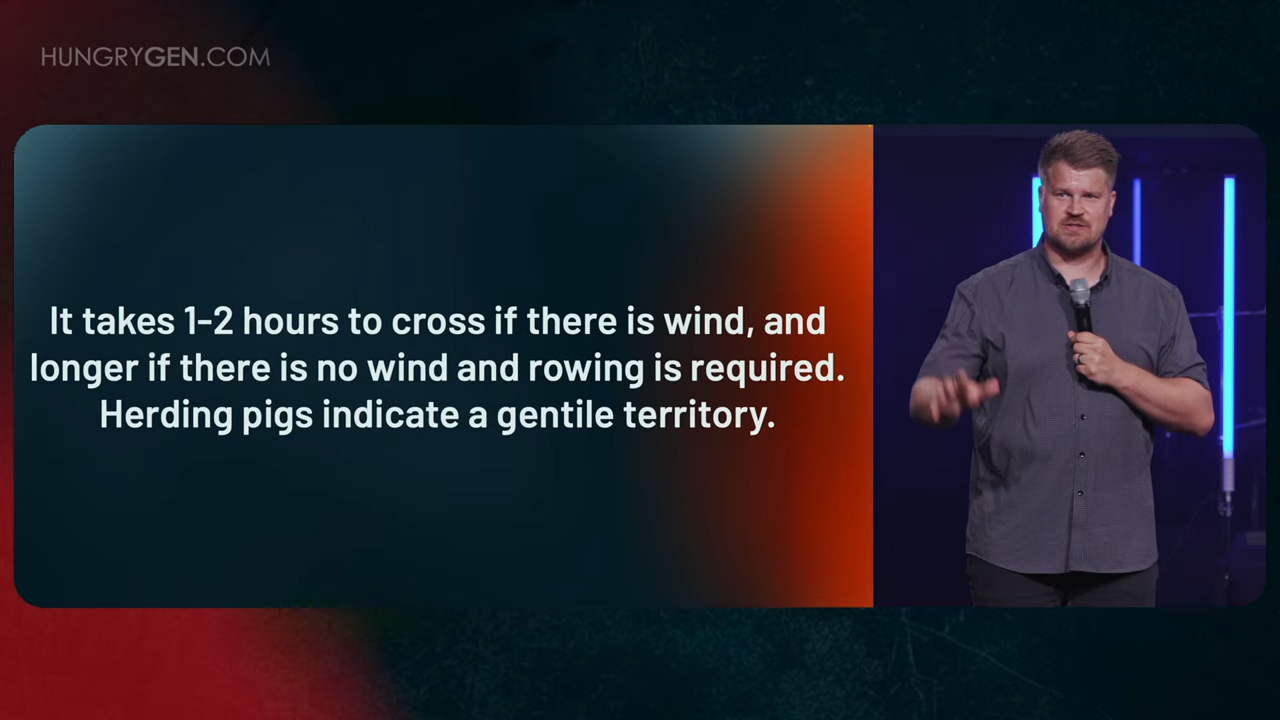 HUNGRYGEN.COM
It takes 1-2 hours to cross if there is wind, and
longer if there is no wind and rowing is required.
Herding pigs indicate a gentile territory.